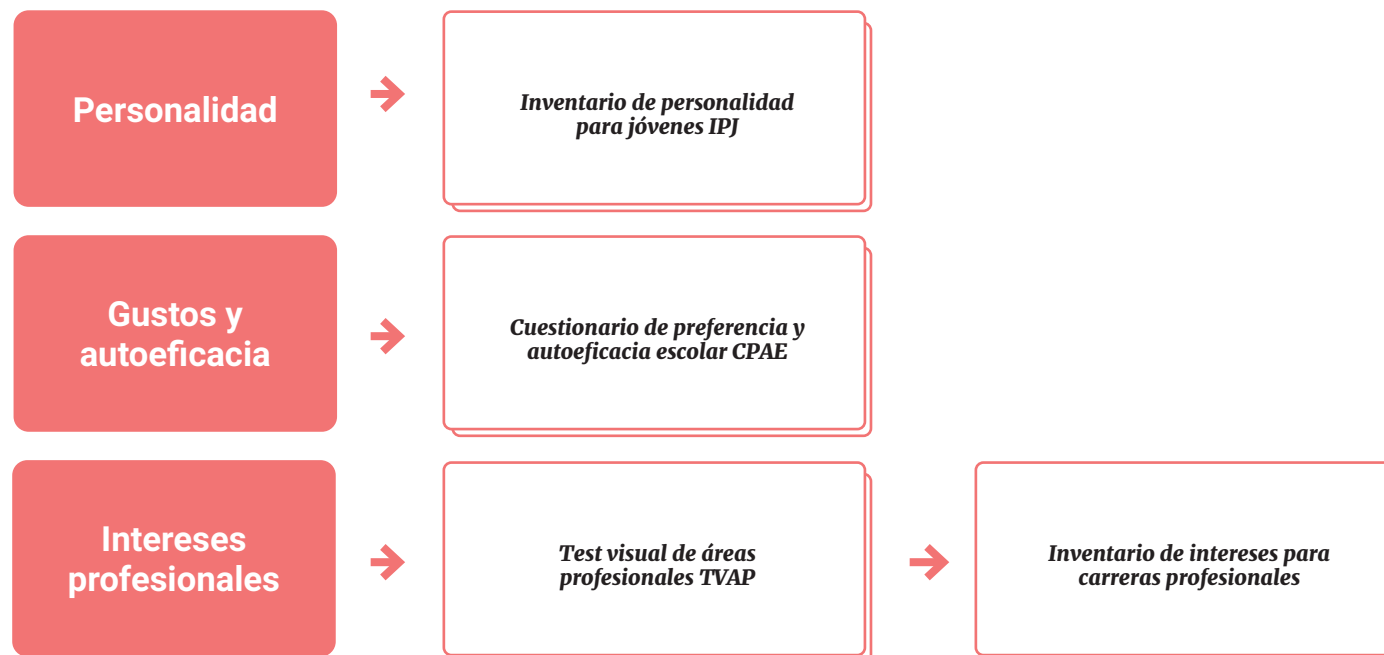 Personalidad
Inventario de personalidad
para jóvenes IPJ
Gustos y
autoeficacia
Cuestionario de preferencia y
autoeficacia escolar CPAE
Intereses
profesionales
Test visual de áreas
profesionales TVAP
Inventario de intereses para
carreras profesionales